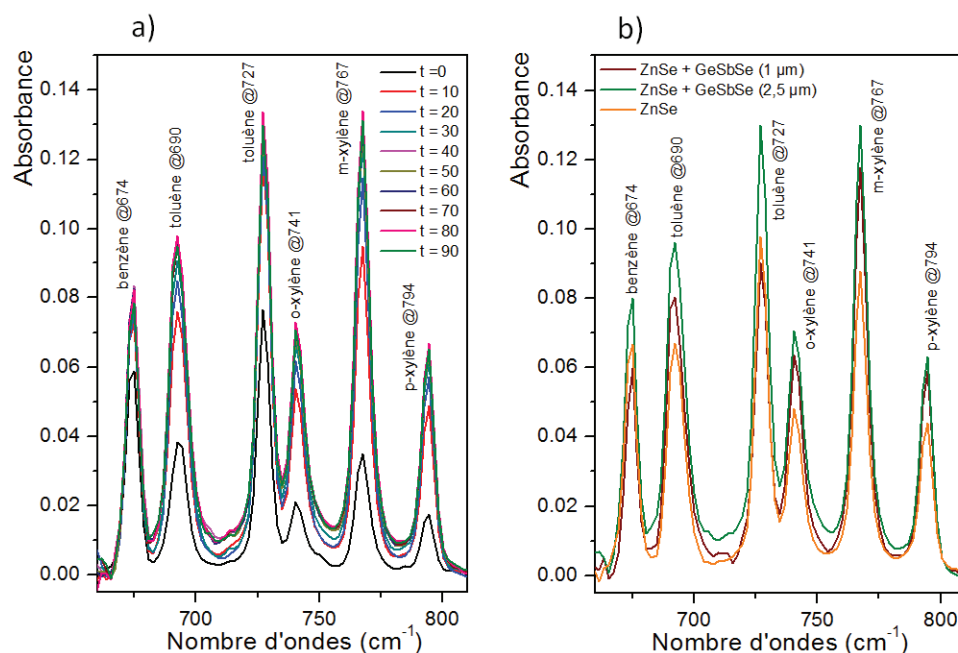 a)
Absorbance
0.14
0.12
0.10
0.08
0.06
0.04
0.02
0.00
benzène @674
toluène @690
toluène @727
o-xylène @741
m-xylène @767
p-xylène @794
t =0
t = 10
t = 20
t = 30
t = 40
t = 50
t = 60
t = 70
t = 80
t = 90
700
750
800
Nombre d'ondes (cm⁻¹)
b)
Absorbance
0.14
0.12
0.10
0.08
0.06
0.04
0.02
0.00
ZnSe + GeSbSe (1 µm)
ZnSe + GeSbSe (2,5 µm)
ZnSe
benzène @674
toluène @690
toluène @727
o-xylène @741
m-xylène @767
p-xylène @794
700
750
800
Nombre d'ondes (cm⁻¹)